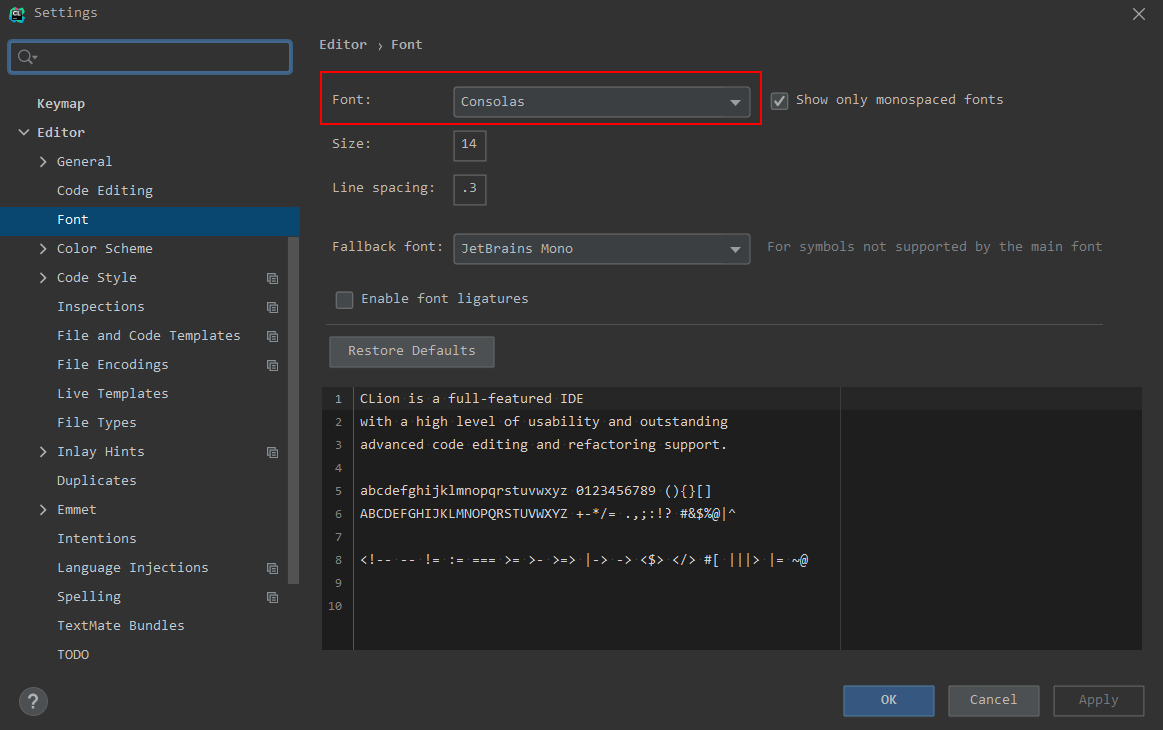 CL
Settings
Editor › Font
Keymap
Editor
General
Code Editing
Font
Color Scheme
Code Style
Inspections
File and Code Templates
File Encodings
Live Templates
File Types
Inlay Hints
Duplicates
Emmet
Intentions
Language Injections
Spelling
TextMate Bundles
TODO
Font: Consolas Show only monospaced fonts
Size: 14
Line spacing: .3
Fallback font: JetBrains Mono For symbols not supported by the main font
Enable font ligatures
Restore Defaults
1 CLion is a full-featured IDE
2 with a high level of usability and outstanding
3 advanced code editing and refactoring support.
4
5 abcdefghijklmnopqrstuvwxyz 0123456789 (){}[]
6 ABCDEFGHIJKLMNOPQRSTUVWXYZ +-*/= .,;:!? #&$%@|^
7
8 <!-- -- != := === >= >- >=> |-> -> <$> </> #[ |||> |= ~@
9
10
?
OK Cancel Apply